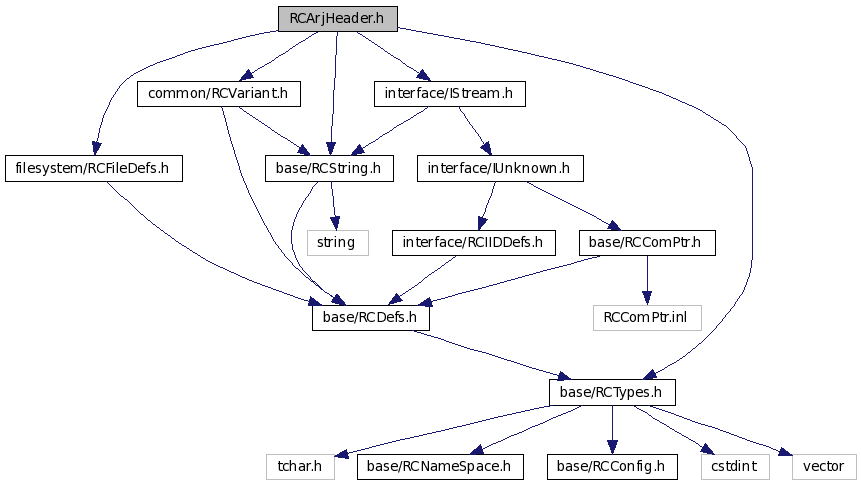 RCArjHeader.h
common/RCVariant.h
interface/IStream.h
filesystem/RCFileDefs.h
base/RCString.h
interface/IUnknown.h
string
interface/RCIIDDefs.h
base/RCComPtr.h
base/RCDefs.h
RCComPtr.inl
base/RCTypes.h
tchar.h
base/RCNameSpace.h
base/RCConfig.h
cstdint
vector